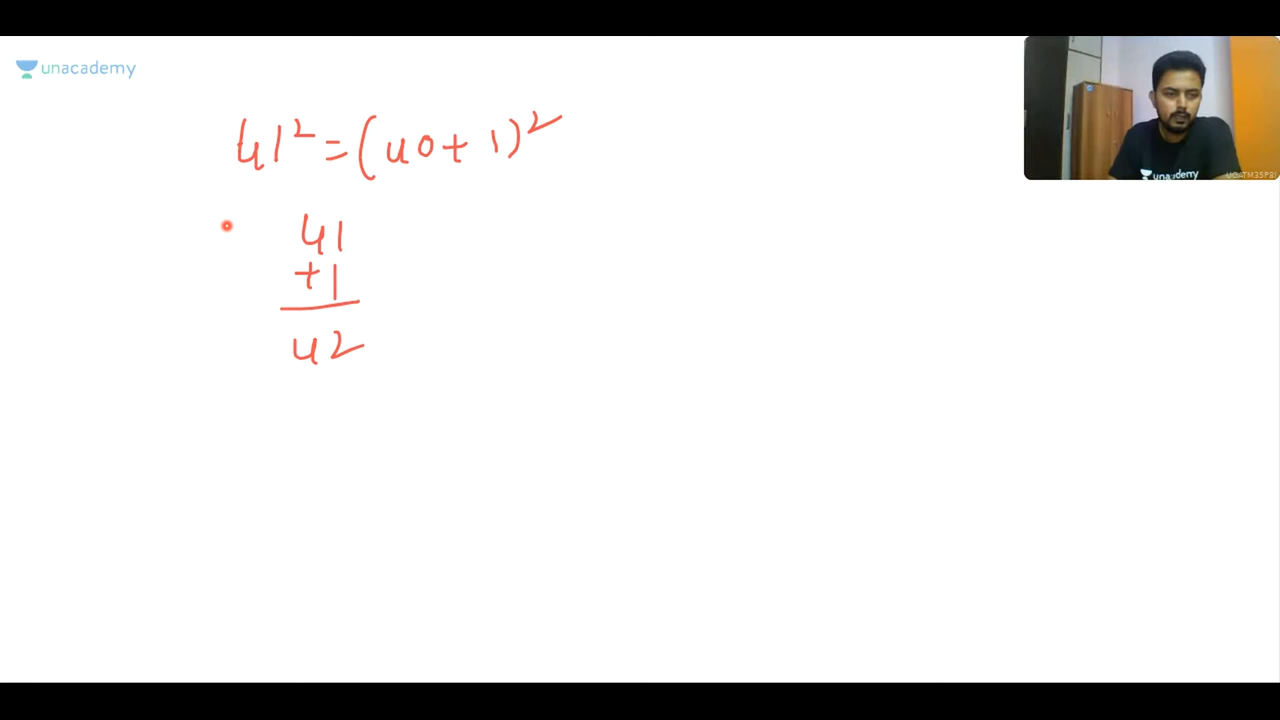 unacademy
41² = (40 + 1)²
41
+ 1
42
unacademy